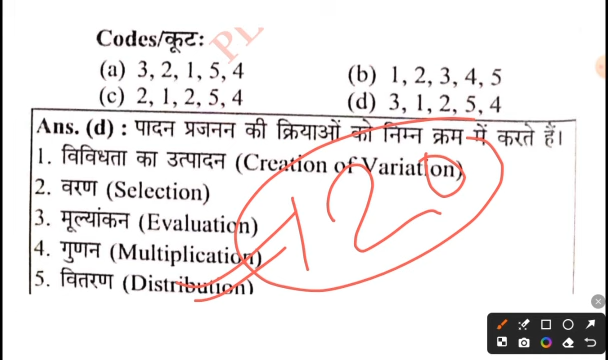 Codes/कूटः
(a) 3, 2, 1, 5, 4
(b) 1, 2, 3, 4, 5
(c) 2, 1, 2, 5, 4
(d) 3, 1, 2, 5, 4
Ans. (d) : पादन प्रजनन की क्रियाओं को निम्न क्रम में करते हैं।
1. विविधता का उत्पादन (Creation of Variation)
2. वरण (Selection)
3. मूल्यांकन (Evaluation)
4. गुणन (Multiplication)
5. वितरण (Distribution)
120